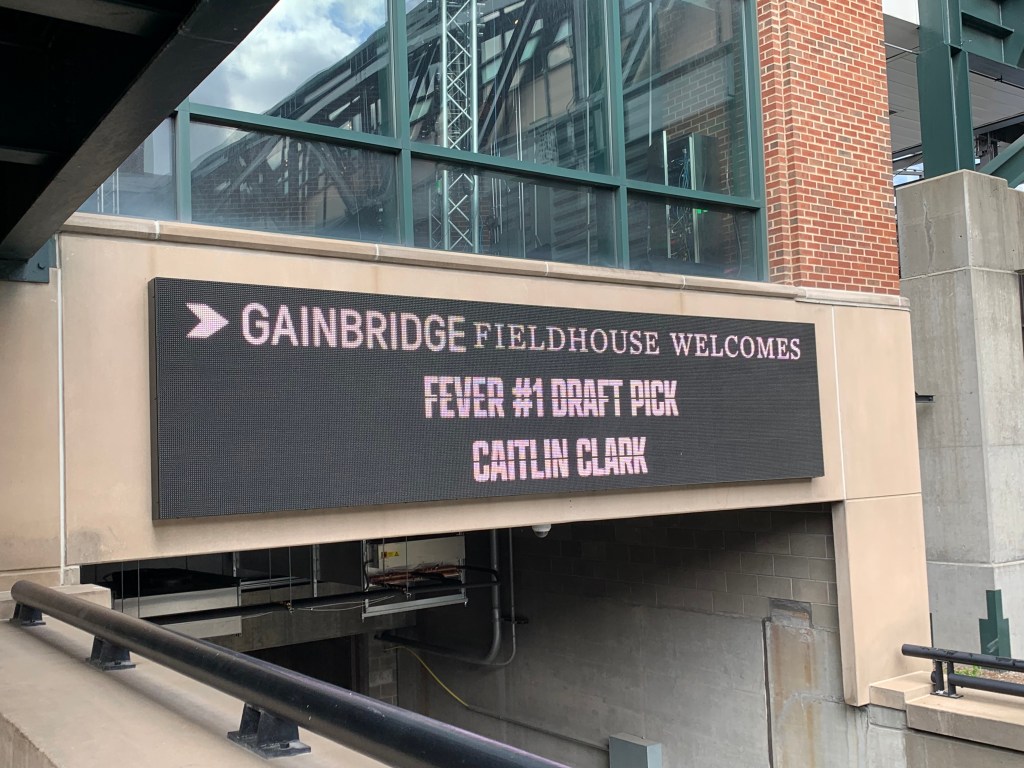 GAINBRIDGE FIELDHOUSE WELCOMES
FEVER #1 DRAFT PICK
CAITLIN CLARK